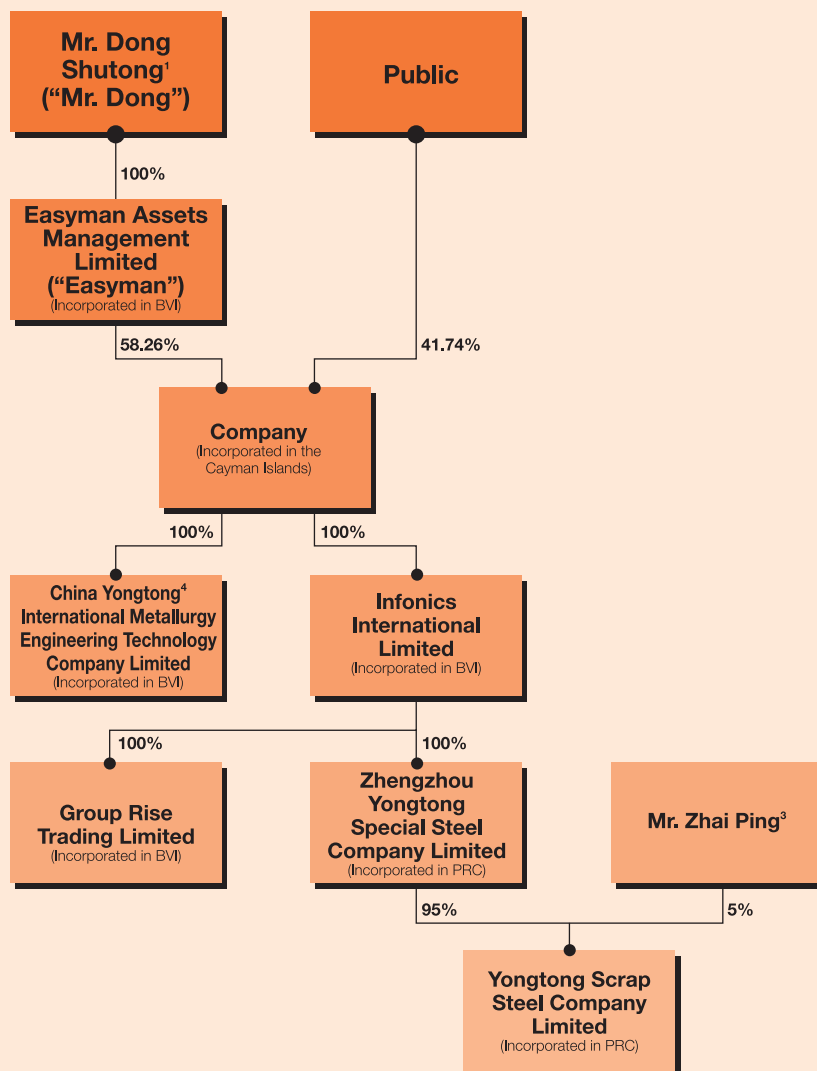 Mr. Dong
Shutong¹
(“Mr. Dong”)
Public
100%
Easyman Assets
Management
Limited
(“Easyman”)
(Incorporated in BVI)
58.26%
41.74%
Company
(Incorporated in the
Cayman Islands)
100%
100%
China Yongtong⁴
International Metallurgy
Engineering Technology
Company Limited
(Incorporated in BVI)
Infonics
International
Limited
(Incorporated in BVI)
100%
100%
Group Rise
Trading Limited
(Incorporated in BVI)
Zhengzhou
Yongtong
Special Steel
Company Limited
(Incorporated in PRC)
Mr. Zhai Ping³
95%
5%
Yongtong Scrap
Steel Company
Limited
(Incorporated in PRC)